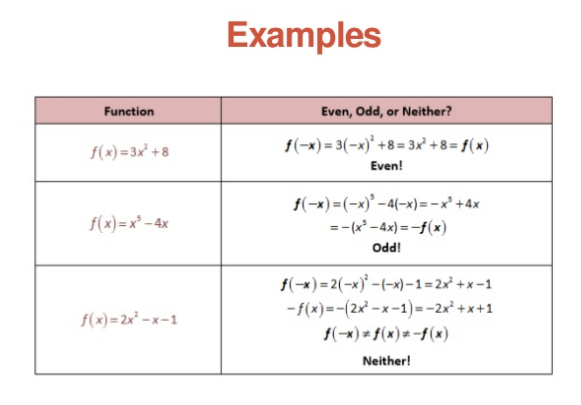 Examples
Function
Even, Odd, or Neither?
f(x)=3x²+8
f(−x)=3(−x)²+8=3x²+8=f(x)
Even!
f(x)=x⁵−4x
f(−x)=(−x)⁵−4(−x)=−x⁵+4x
=−(x⁵−4x)=−f(x)
Odd!
f(x)=2x²−x−1
f(−x)=2(−x)²−(−x)−1=2x²+x−1
−f(x)=−(2x²−x−1)=−2x²+x+1
f(−x)≠f(x)≠−f(x)
Neither!